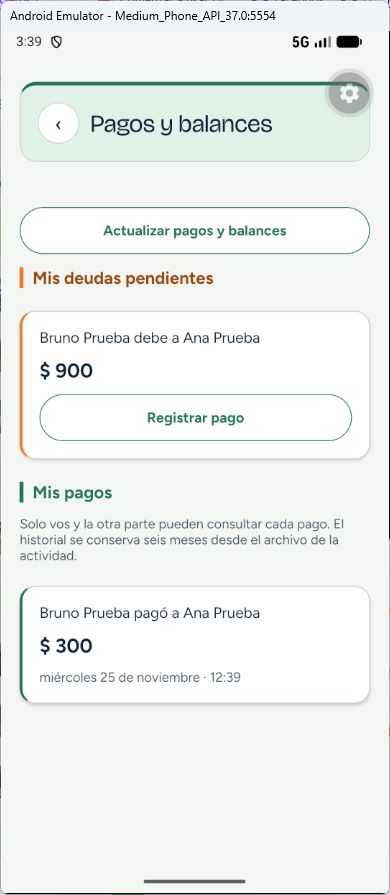 Android Emulator - Medium_Phone_API_37.0:5554
3:39
5G
‹ Pagos y balances
Actualizar pagos y balances
Mis deudas pendientes
Bruno Prueba debe a Ana Prueba
$ 900
Registrar pago
Mis pagos
Solo vos y la otra parte pueden consultar cada pago. El
historial se conserva seis meses desde el archivo de la
actividad.
Bruno Prueba pagó a Ana Prueba
$ 300
miércoles 25 de noviembre · 12:39